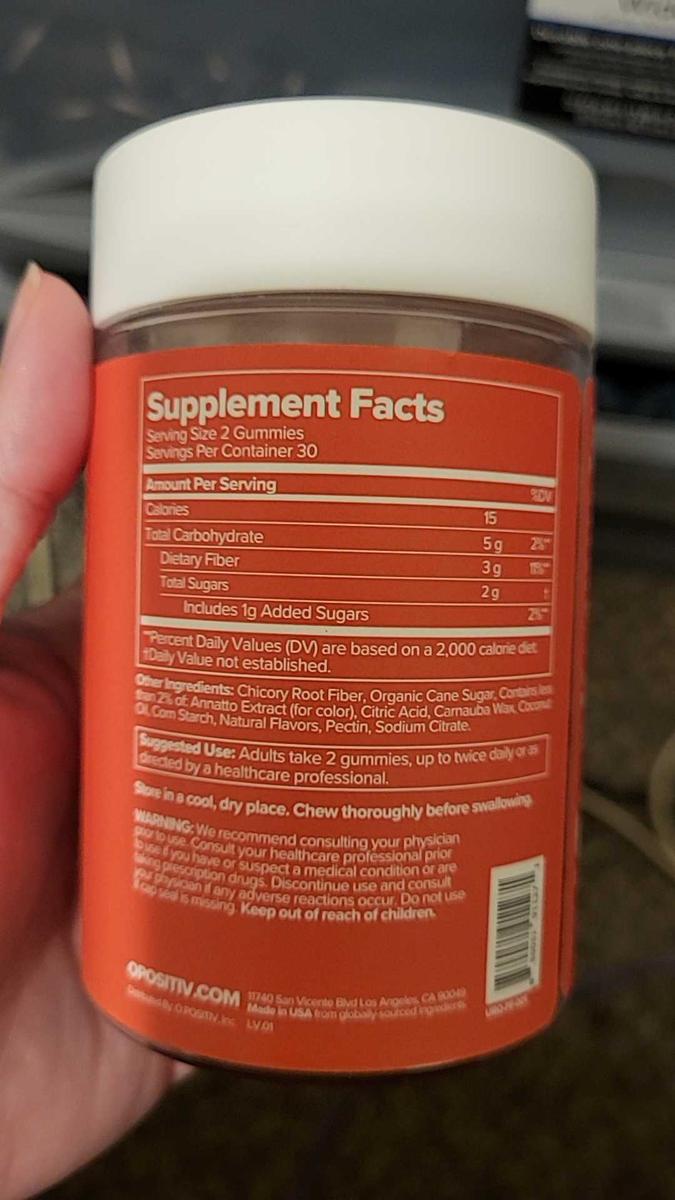 Supplement Facts
Serving Size 2 Gummies
Servings Per Container 30
Amount Per Serving %DV
Calories 15
Total Carbohydrate 5 g 2%**
Dietary Fiber 3 g 11%**
Total Sugars 2 g †
Includes 1g Added Sugars 2%**
**Percent Daily Values (DV) are based on a 2,000 calorie diet.
†Daily Value not established.
Other Ingredients: Chicory Root Fiber, Organic Cane Sugar, Contains less
than 2% of: Annatto Extract (for color), Citric Acid, Carnauba Wax, Coconut
Oil, Corn Starch, Natural Flavors, Pectin, Sodium Citrate.
Suggested Use: Adults take 2 gummies, up to twice daily or as
directed by a healthcare professional.
Store in a cool, dry place. Chew thoroughly before swallowing.
WARNING: We recommend consulting your physician
prior to use. Consult your healthcare professional prior
to use if you have or suspect a medical condition or are
taking prescription drugs. Discontinue use and consult
your physician if any adverse reactions occur. Do not use
if cap seal is missing. Keep out of reach of children.
OPOSITIV.COM 11740 San Vicente Blvd Los Angeles, CA 90049
Made in USA from globally-sourced ingredients
Distributed By O POSITIV, Inc LV.01